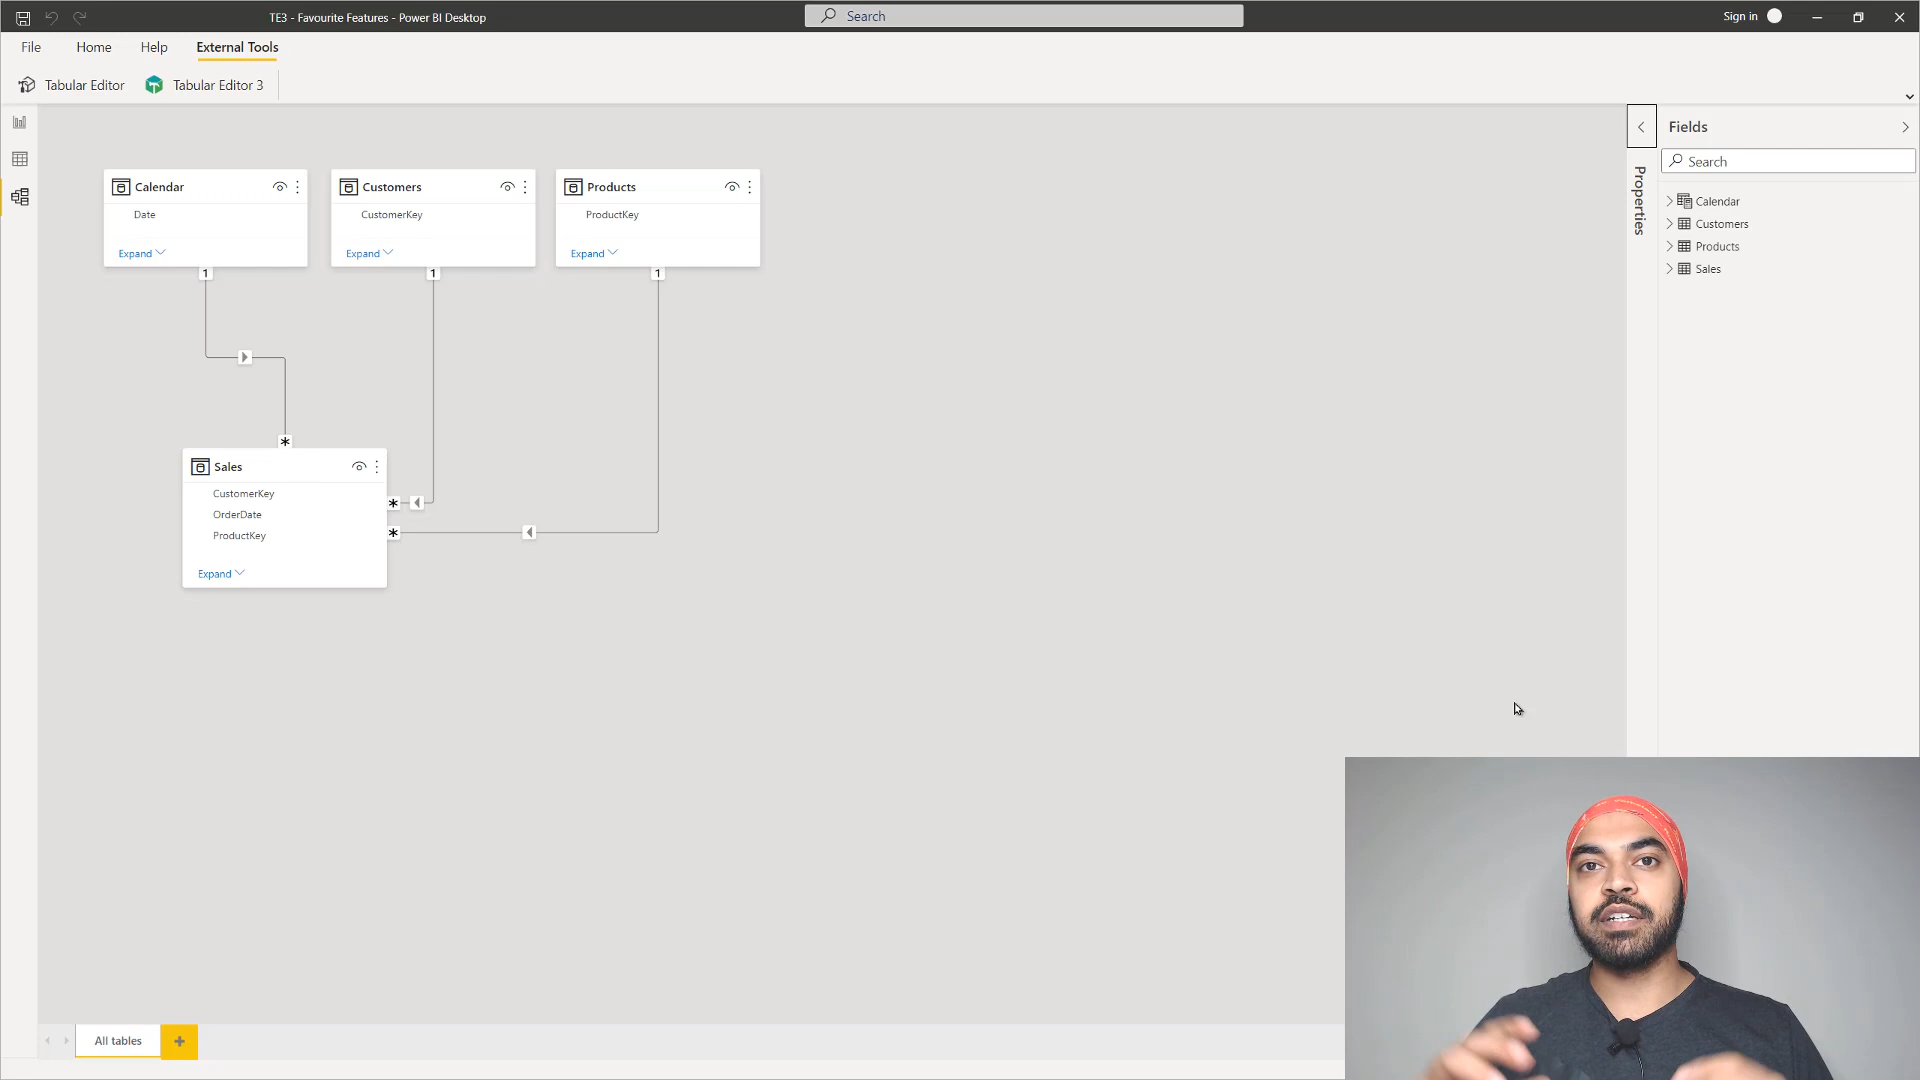 TE3 - Favourite Features - Power BI Desktop
Search
Sign in
File
Home
Help
External Tools
Tabular Editor
Tabular Editor 3
Calendar
Date
Expand
Customers
CustomerKey
Expand
Products
ProductKey
Expand
1
1
1
*
Sales
CustomerKey
OrderDate
ProductKey
Expand
*
*
Properties
Fields
Search
Calendar
Customers
Products
Sales
All tables
+